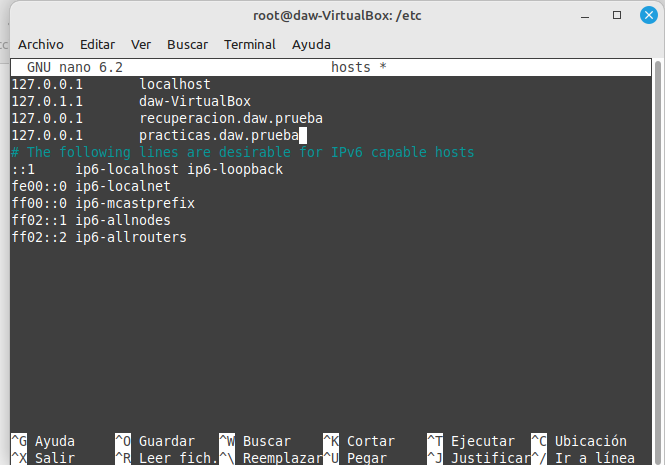 root@daw-VirtualBox: /etc
Archivo Editar Ver Buscar Terminal Ayuda
GNU nano 6.2 hosts *
127.0.0.1 localhost
127.0.1.1 daw-VirtualBox
127.0.0.1 recuperacion.daw.prueba
127.0.0.1 practicas.daw.prueba
# The following lines are desirable for IPv6 capable hosts
::1 ip6-localhost ip6-loopback
fe00::0 ip6-localnet
ff00::0 ip6-mcastprefix
ff02::1 ip6-allnodes
ff02::2 ip6-allrouters
^G Ayuda ^O Guardar ^W Buscar ^K Cortar ^T Ejecutar ^C Ubicación
^X Salir ^R Leer fich. ^\ Reemplazar ^U Pegar ^J Justificar ^/ Ir a línea